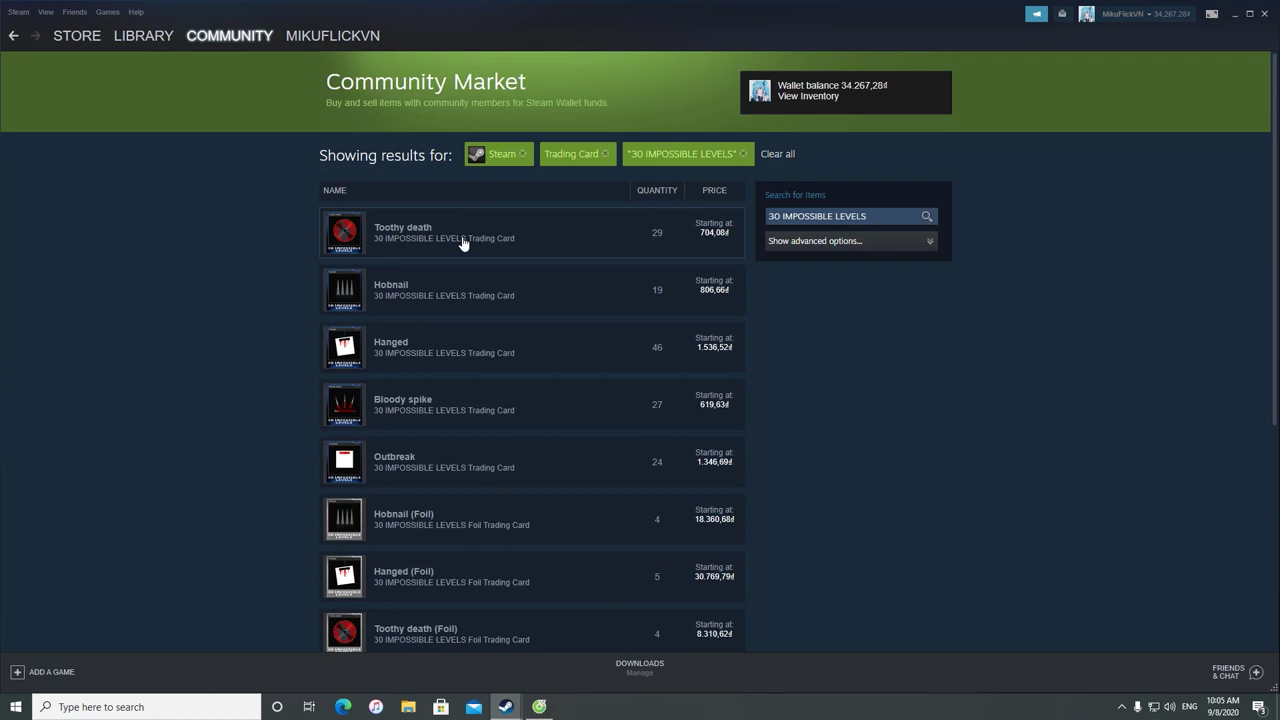 Steam View Friends Games Help
MikuFlickVN 34,267.28₫
STORE LIBRARY COMMUNITY MIKUFLICKVN
Community Market
Buy and sell items with community members for Steam Wallet funds.
Wallet balance 34.267,28₫
View Inventory
Showing results for: Steam Trading Card "30 IMPOSSIBLE LEVELS" Clear all
NAME QUANTITY PRICE
Search for Items
30 IMPOSSIBLE LEVELS
Show advanced options...
Toothy death
30 IMPOSSIBLE LEVELS Trading Card
29
Starting at:
704,08₫
Hobnail
30 IMPOSSIBLE LEVELS Trading Card
19
Starting at:
806,66₫
Hanged
30 IMPOSSIBLE LEVELS Trading Card
46
Starting at:
1.536,52₫
Bloody spike
30 IMPOSSIBLE LEVELS Trading Card
27
Starting at:
619,63₫
Outbreak
30 IMPOSSIBLE LEVELS Trading Card
24
Starting at:
1.346,69₫
Hobnail (Foil)
30 IMPOSSIBLE LEVELS Foil Trading Card
4
Starting at:
18.360,68₫
Hanged (Foil)
30 IMPOSSIBLE LEVELS Foil Trading Card
5
Starting at:
30.769,79₫
Toothy death (Foil)
30 IMPOSSIBLE LEVELS Foil Trading Card
4
Starting at:
8.310,62₫
ADD A GAME
DOWNLOADS
Manage
FRIENDS
& CHAT
Type here to search
ENG
10:05 AM
9/8/2020